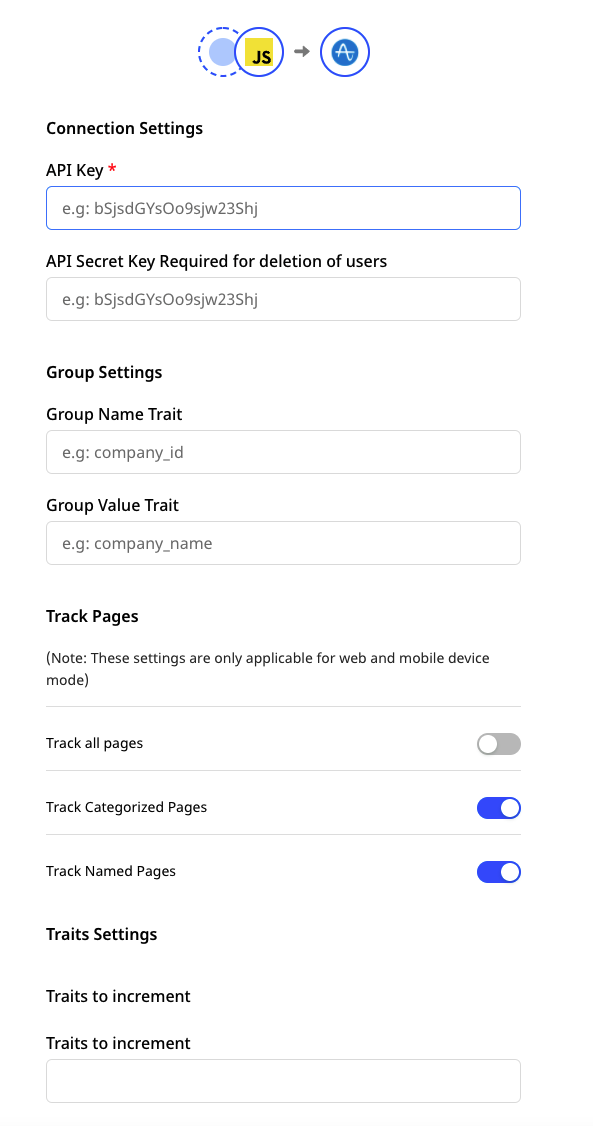 JS
Connection Settings
API Key *
e.g: bSjsdGYsOo9sjw23Shj
API Secret Key Required for deletion of users
e.g: bSjsdGYsOo9sjw23Shj
Group Settings
Group Name Trait
e.g: company_id
Group Value Trait
e.g: company_name
Track Pages
(Note: These settings are only applicable for web and mobile device
mode)
Track all pages
Track Categorized Pages
Track Named Pages
Traits Settings
Traits to increment
Traits to increment